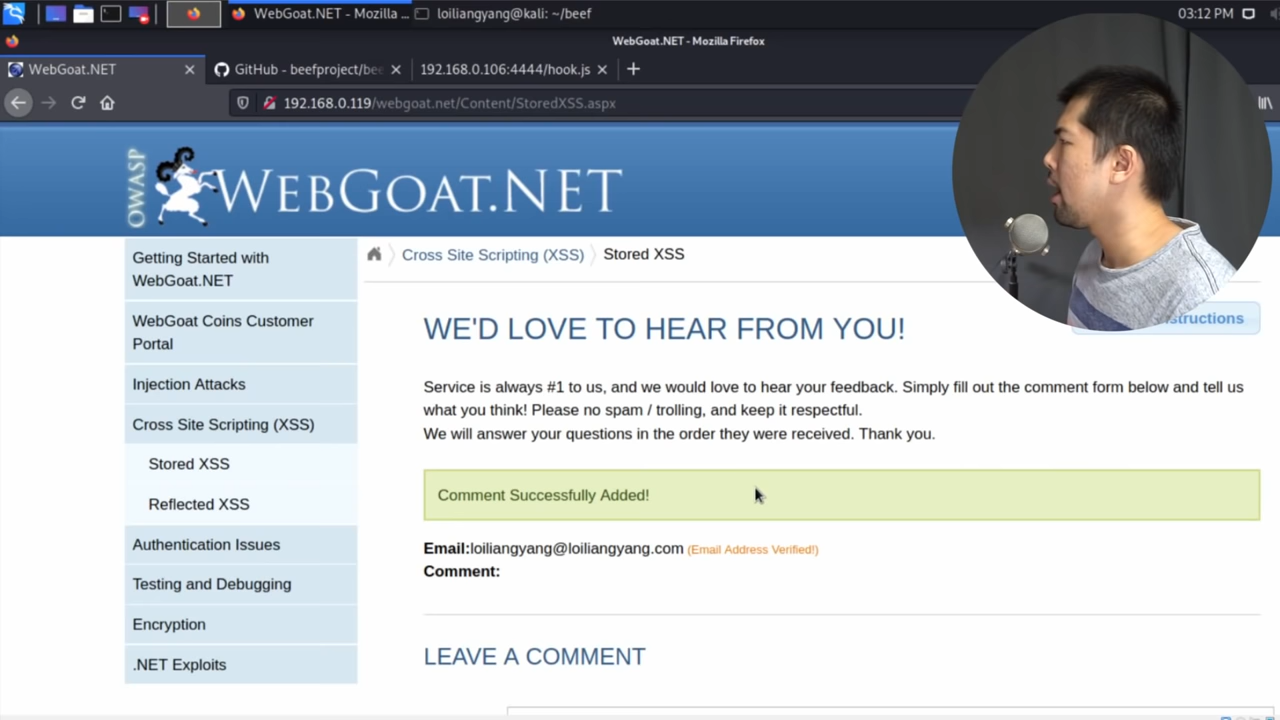 WebGoat.NET - Mozilla ...
loiliangyang@kali: ~/beef
03:12 PM
WebGoat.NET - Mozilla Firefox
WebGoat.NET
GitHub - beefproject/bee
192.168.0.106:4444/hook.js
192.168.0.119/webgoat.net/Content/StoredXSS.aspx
OWASP
WEBGOAT.NET
Getting Started with
WebGoat.NET
WebGoat Coins Customer
Portal
Injection Attacks
Cross Site Scripting (XSS)
Stored XSS
Reflected XSS
Authentication Issues
Testing and Debugging
Encryption
.NET Exploits
Cross Site Scripting (XSS)
Stored XSS
structions
WE'D LOVE TO HEAR FROM YOU!
Service is always #1 to us, and we would love to hear your feedback. Simply fill out the comment form below and tell us
what you think! Please no spam / trolling, and keep it respectful.
We will answer your questions in the order they were received. Thank you.
Comment Successfully Added!
Email:loiliangyang@loiliangyang.com (Email Address Verified!)
Comment:
LEAVE A COMMENT